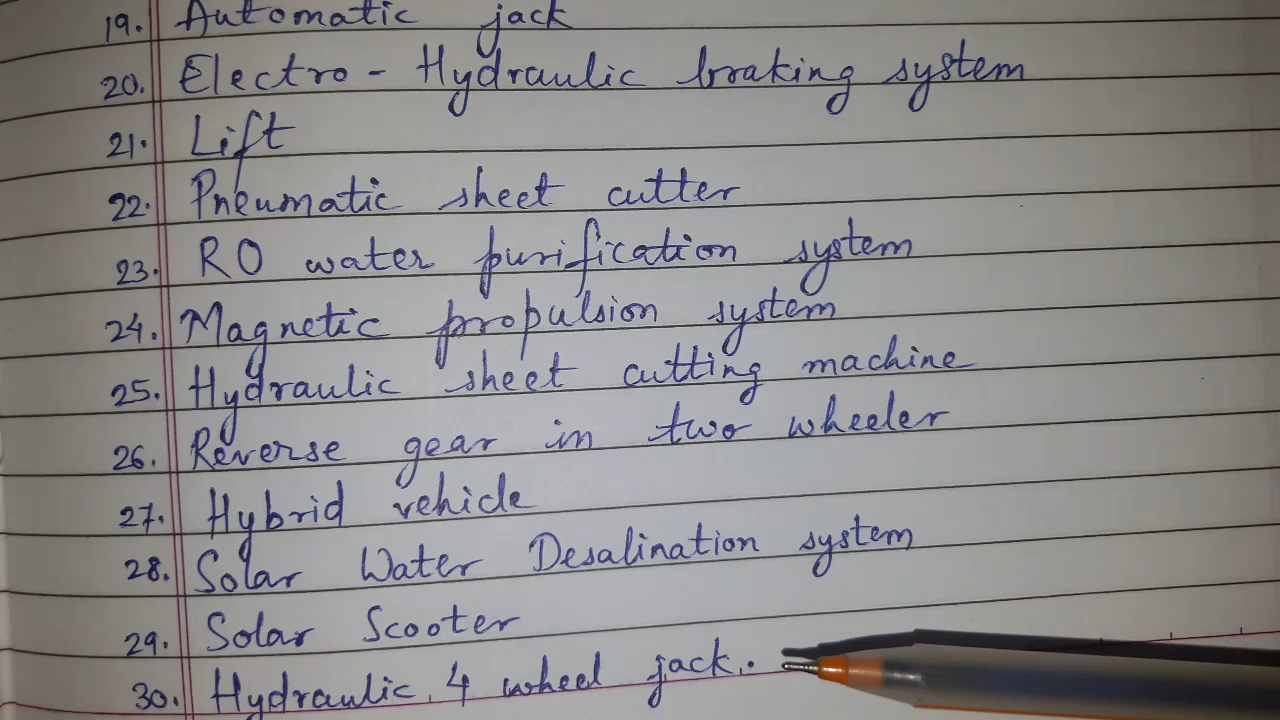 19. Automatic jack
20. Electro - Hydraulic braking system
21. Lift
22. Pneumatic sheet cutter
23. RO water purification system
24. Magnetic propulsion system
25. Hydraulic sheet cutting machine
26. Reverse gear in two wheeler
27. Hybrid vehicle
28. Solar Water Desalination system
29. Solar Scooter
30. Hydraulic 4 wheel jack.